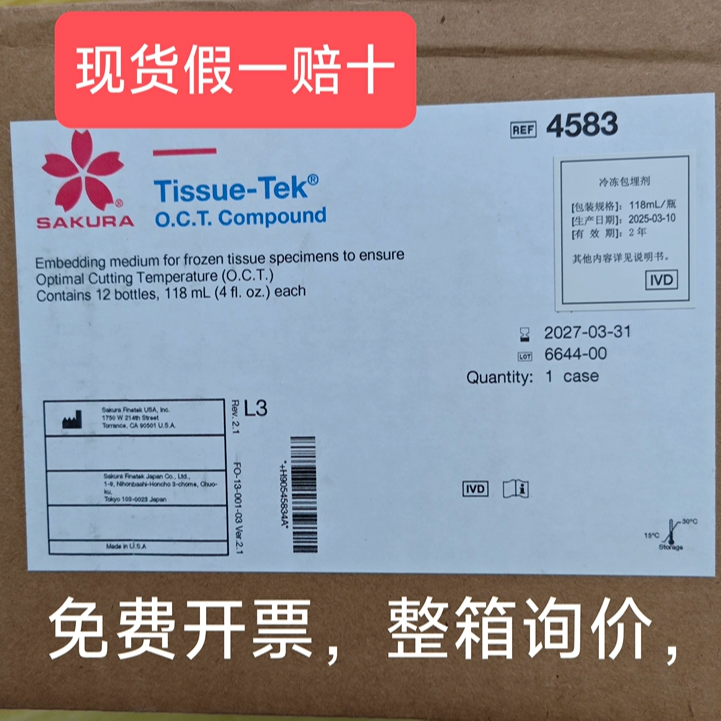 现货假一赔十
REF 4583
SAKURA®
Tissue-Tek®
O.C.T. Compound
冷冻包埋剂
[包装规格]：118mL/瓶
[生产日期]：2025-03-10
[有 效 期]：2年
其他内容详见说明书。
IVD
Embedding medium for frozen tissue specimens to ensure
Optimal Cutting Temperature (O.C.T.)
Contains 12 bottles, 118 mL (4 fl. oz.) each
2027-03-31
LOT 6644-00
Quantity: 1 case
Sakura Finetek USA, Inc.
1750 W 214th Street
Torrance, CA 90501 U.S.A.
Sakura Finetek Japan Co., Ltd.,
1-9, Nihonbashi-Honcho 3-chome, Chuo-
ku,
Tokyo 103-0023 Japan
Made in U.S.A
Rev. 2.1
L3
FO-13-001-03 Ver.2.1
*+H90545834A*
IVD
15°C
30°C
Storage
免费开票，整箱询价，